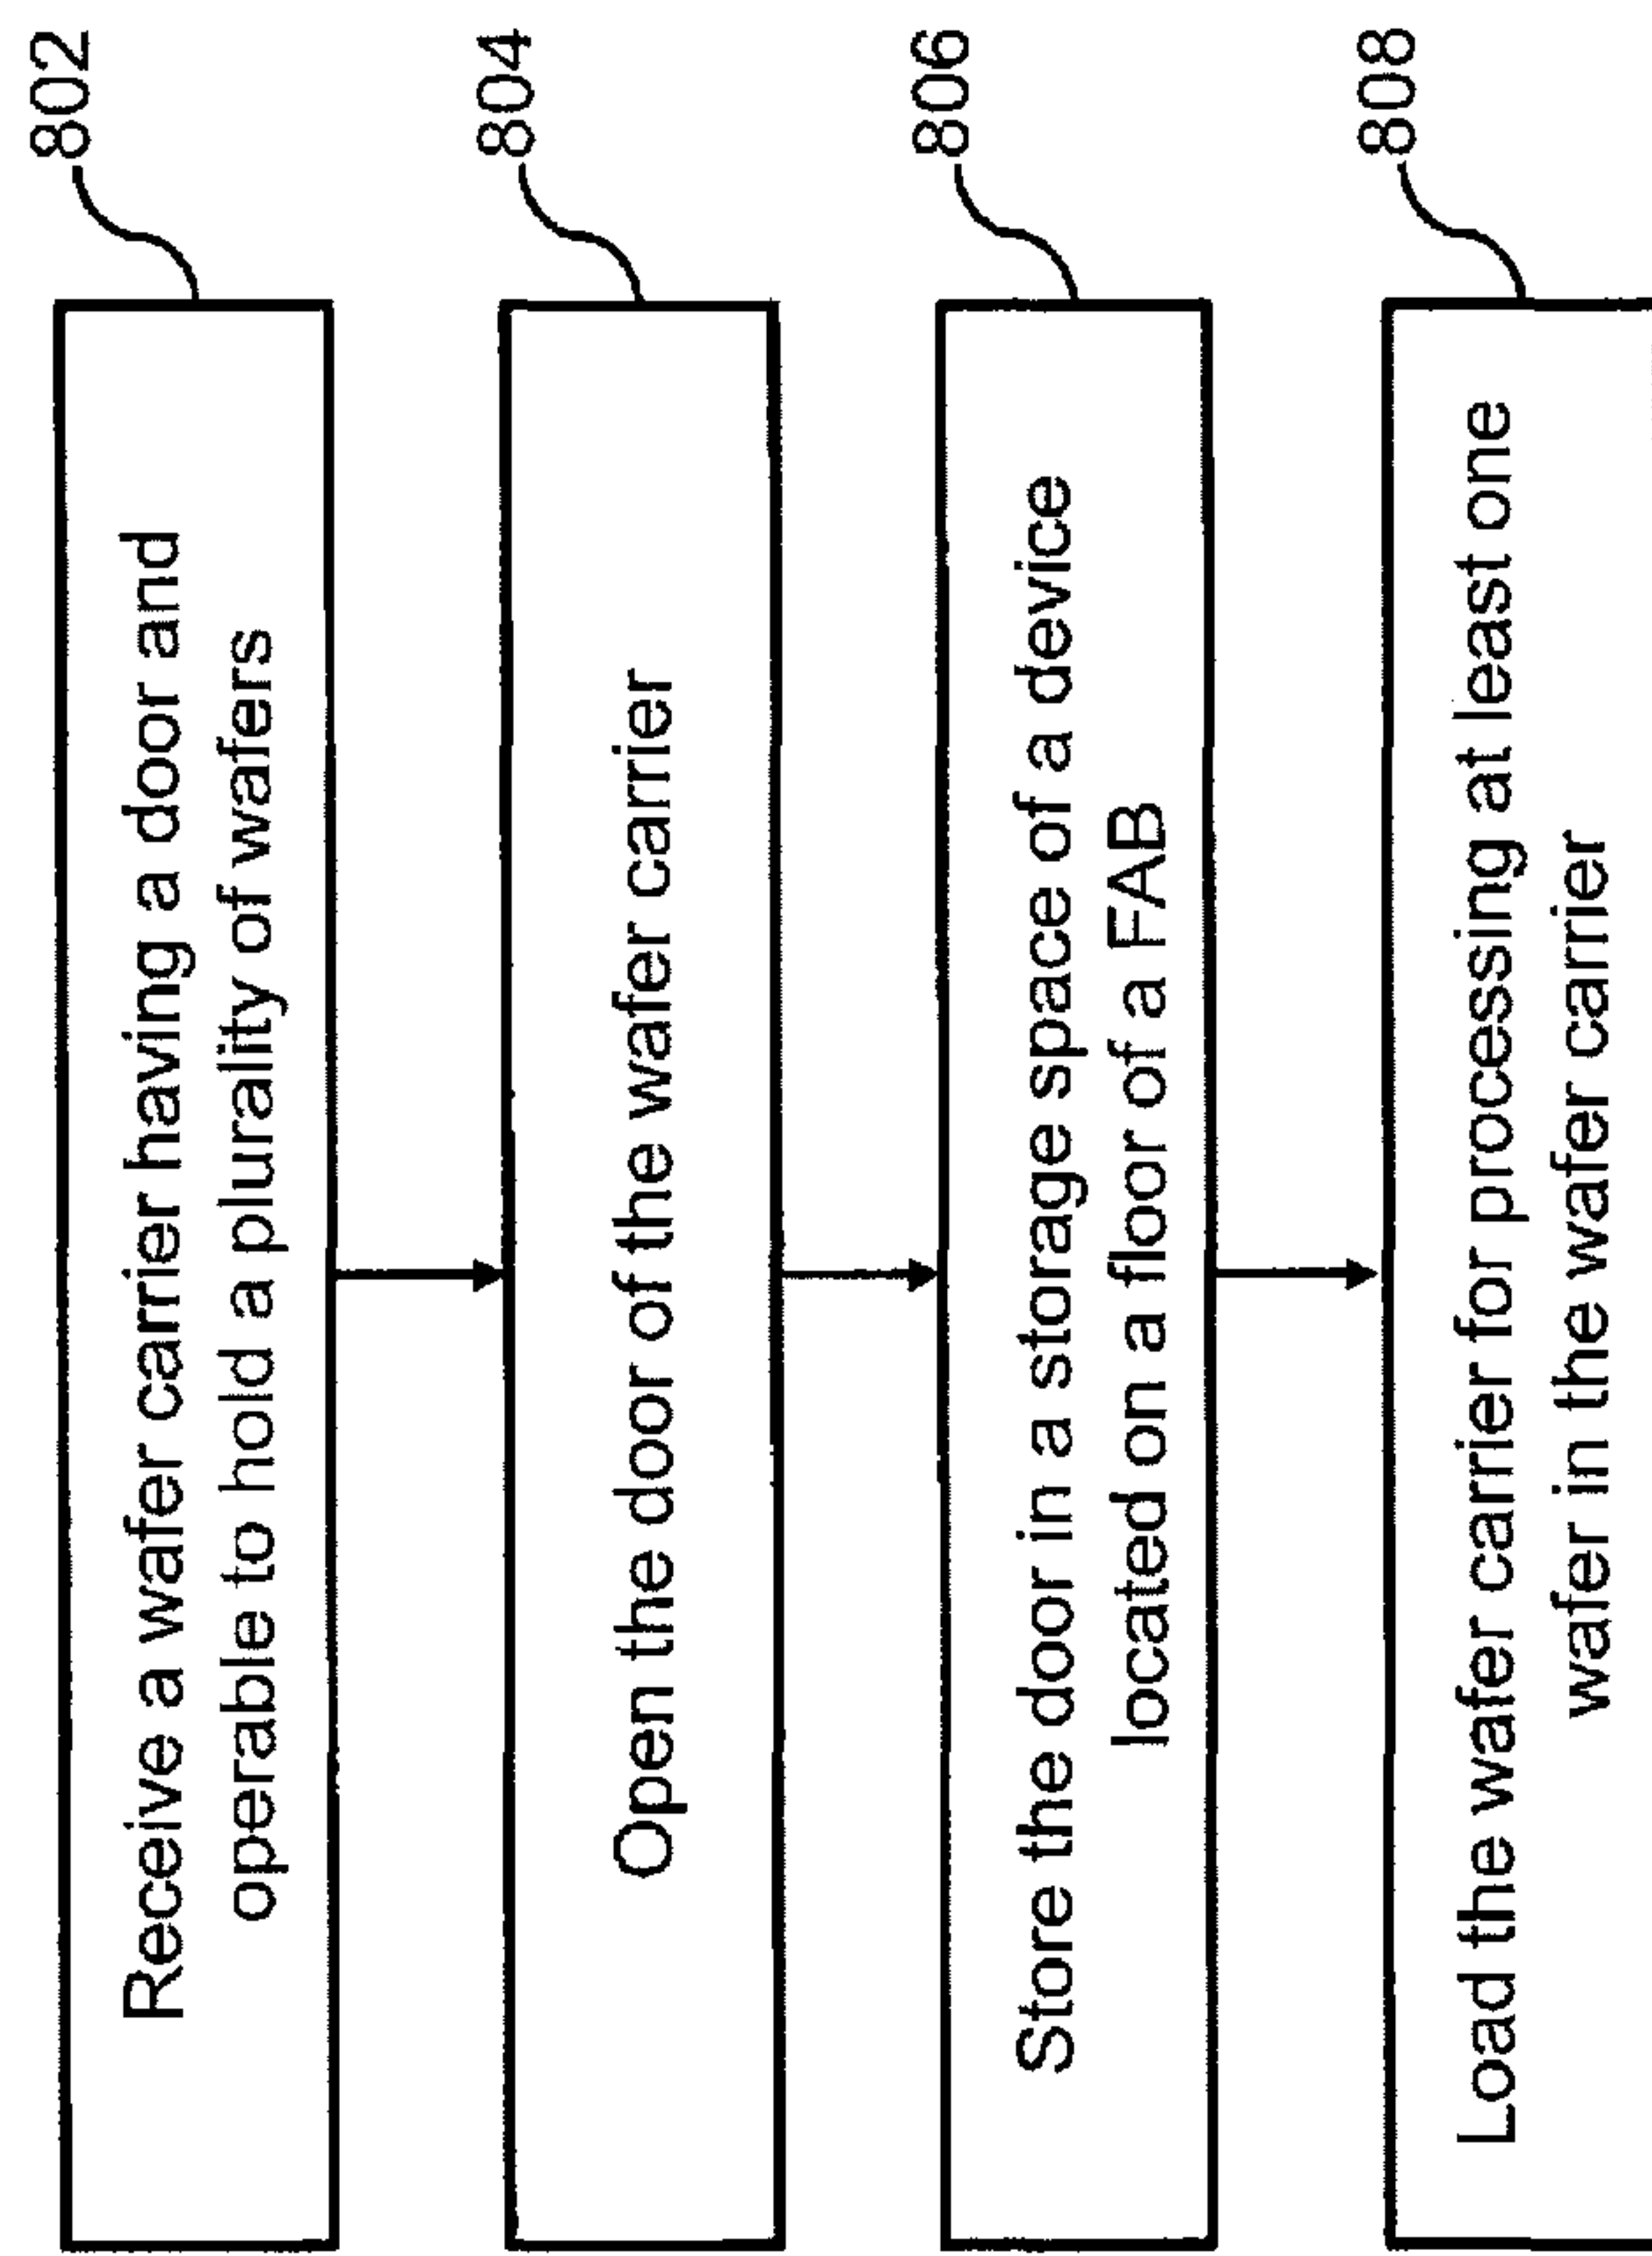 802
Receive a wafer carrier having a door and
operable to hold a plurality of wafers
804
Open the door of the wafer carrier
806
Store the door in a storage space of a device
located on a floor of a FAB
808
Load the wafer carrier for processing at least one
wafer in the wafer carrier